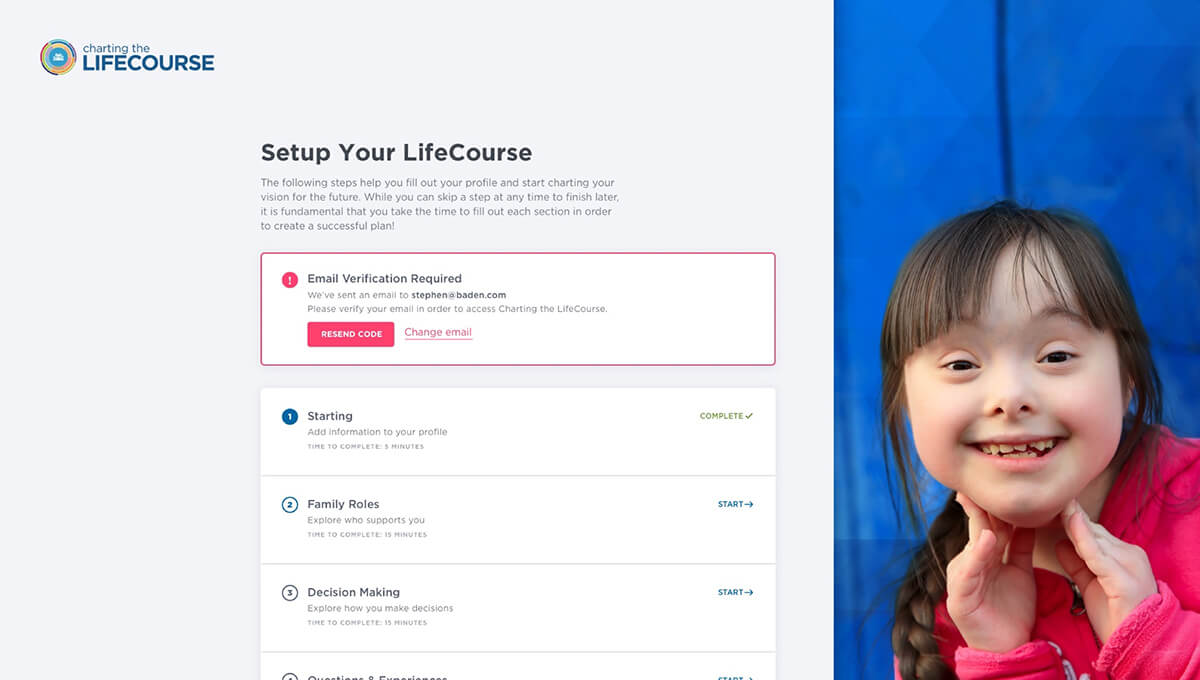 charting the
LIFECOURSE
Setup Your LifeCourse
The following steps help you fill out your profile and start charting your
vision for the future. While you can skip a step at any time to finish later,
it is fundamental that you take the time to fill out each section in order
to create a successful plan!
!
Email Verification Required
We've sent an email to stephen@baden.com
Please verify your email in order to access Charting the LifeCourse.
RESEND CODE Change email
1 Starting COMPLETE
Add information to your profile
TIME TO COMPLETE: 5 MINUTES
2 Family Roles START
Explore who supports you
TIME TO COMPLETE: 15 MINUTES
3 Decision Making START
Explore how you make decisions
TIME TO COMPLETE: 15 MINUTES
Questions & Experiences START